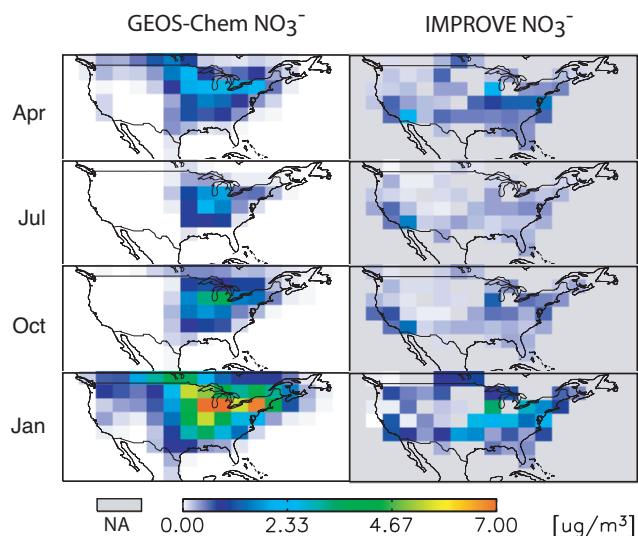 GEOS-Chem NO₃⁻ IMPROVE NO₃⁻
Apr
Jul
Oct
Jan
NA 0.00 2.33 4.67 7.00 [ug/m³]